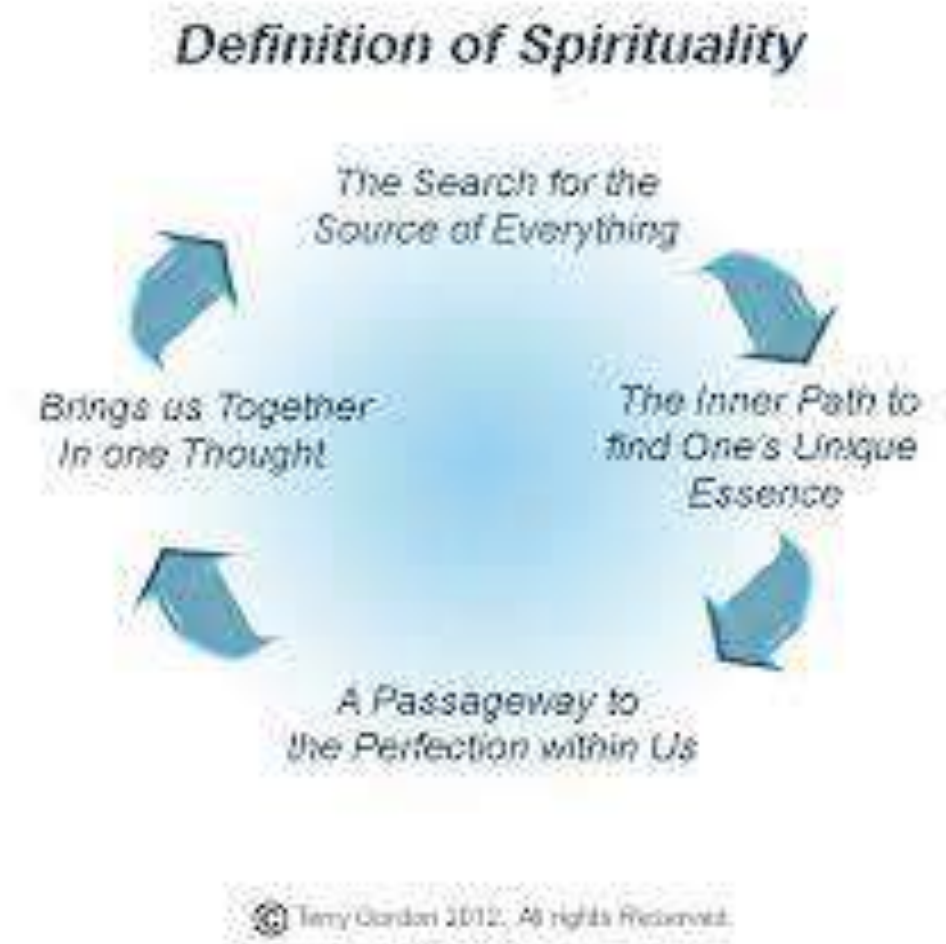 Definition of Spirituality
The Search for the
Source of Everything
The Inner Path to
find One's Unique
Essence
A Passageway to
the Perfection within Us
Brings us Together
In one Thought
© Terry Gordon 2012. All rights Reserved.